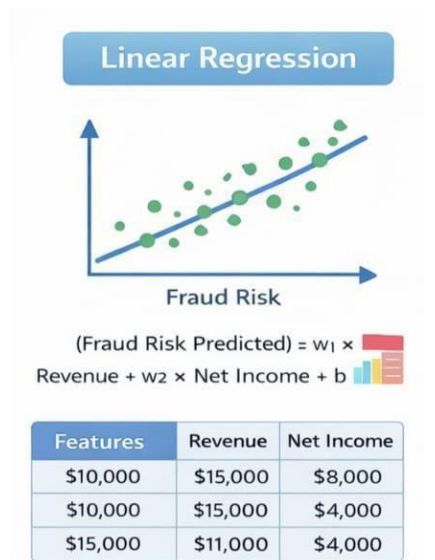 Linear Regression
Fraud Risk
(Fraud Risk Predicted) = w₁ ×
Revenue + w2 × Net Income + b
Features Revenue Net Income
$10,000 $15,000 $8,000
$10,000 $15,000 $4,000
$15,000 $11,000 $4,000